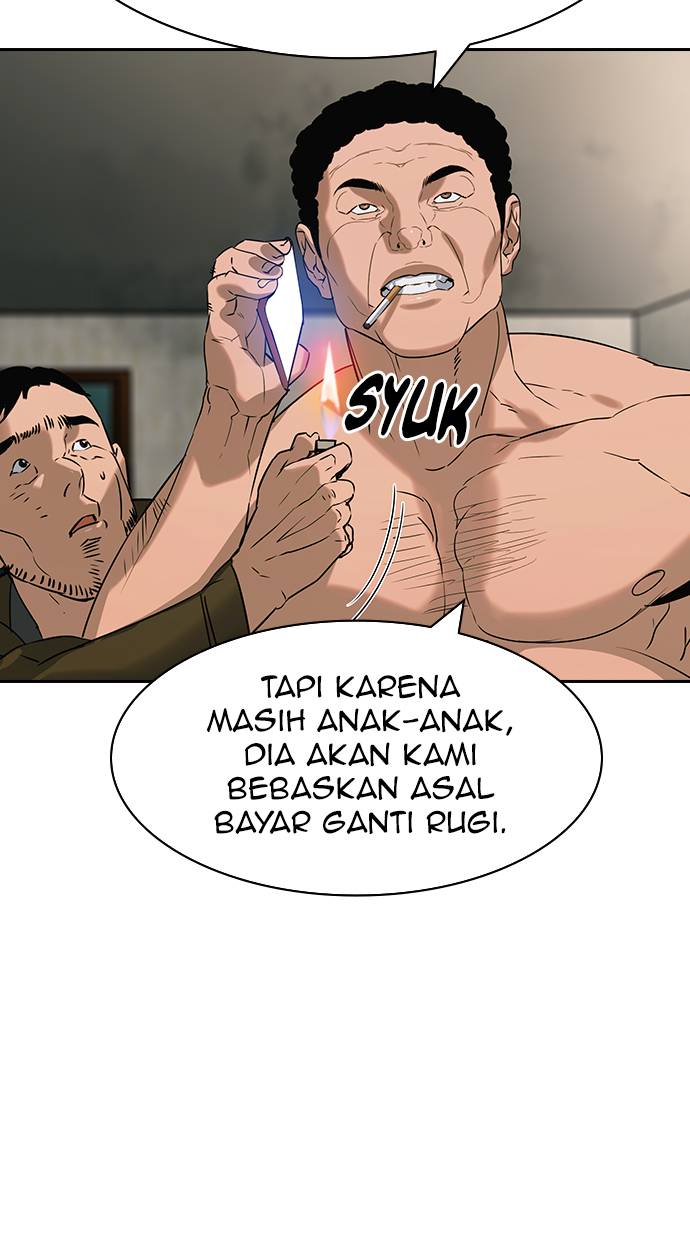 SYUK
TAPI KARENA
MASIH ANAK-ANAK,
DIA AKAN KAMI
BEBASKAN ASAL
BAYAR GANTI RUGI.